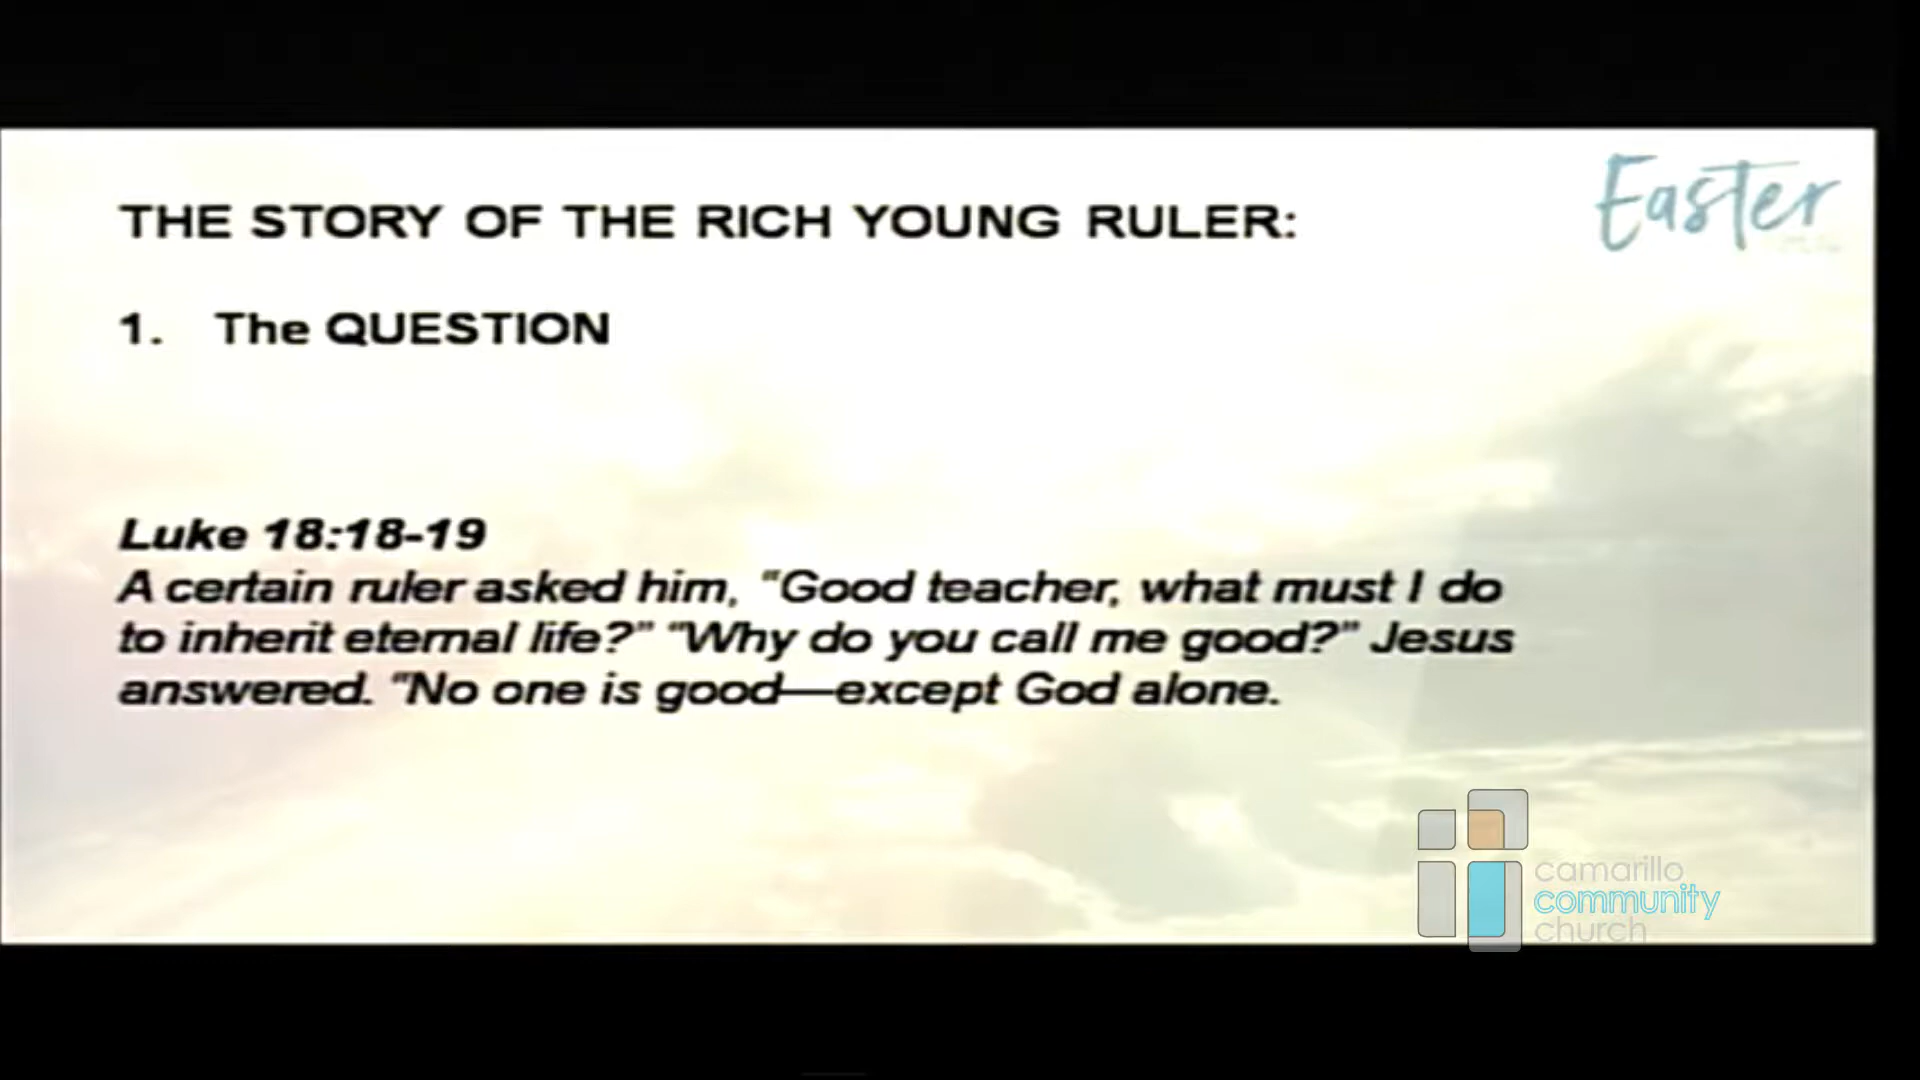 Easter
THE STORY OF THE RICH YOUNG RULER:
1. The QUESTION
Luke 18:18-19
A certain ruler asked him, “Good teacher, what must I do
to inherit eternal life?” “Why do you call me good?” Jesus
answered. “No one is good—except God alone.
camarillo
community
church